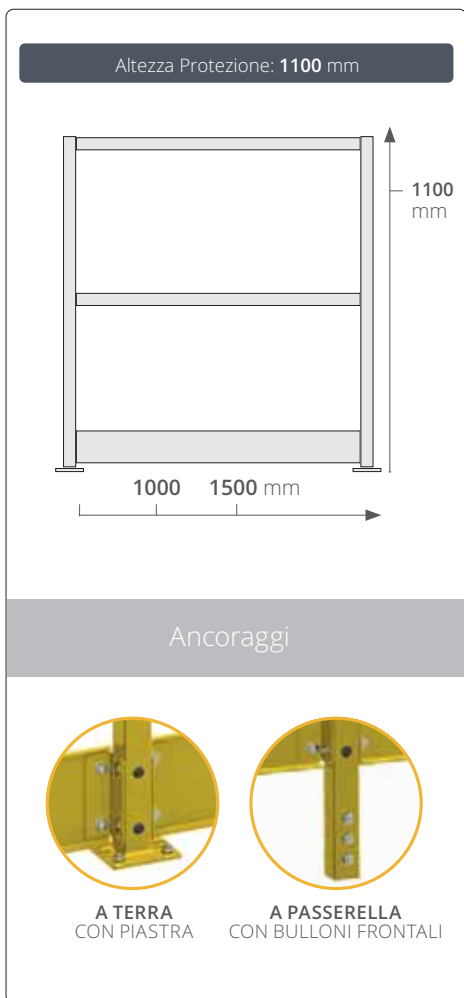 Altezza Protezione: 1100 mm
1100
mm
1000 1500 mm
Ancoraggi
A TERRA
CON PIASTRA
A PASSERELLA
CON BULLONI FRONTALI